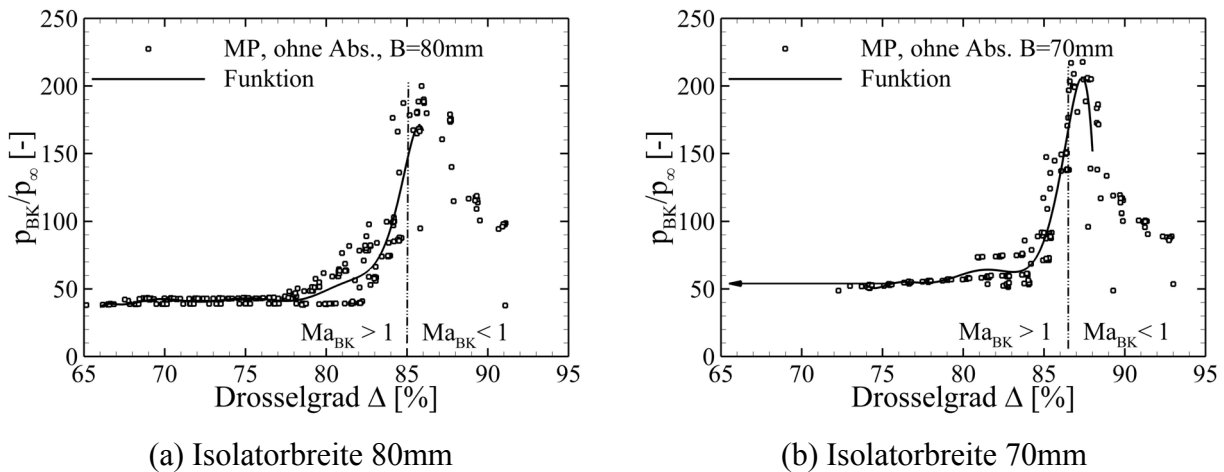 250
200
150
100
50
0
p_BK/p_∞ [-]
MP, ohne Abs., B=80mm
Funktion
Ma_BK > 1
Ma_BK < 1
65 70 75 80 85 90 95
Drosselgrad Δ [%]
(a) Isolatorbreite 80mm
250
200
150
100
50
0
p_BK/p_∞ [-]
MP, ohne Abs. B=70mm
Funktion
Ma_BK > 1
Ma_BK < 1
65 70 75 80 85 90 95
Drosselgrad Δ [%]
(b) Isolatorbreite 70mm